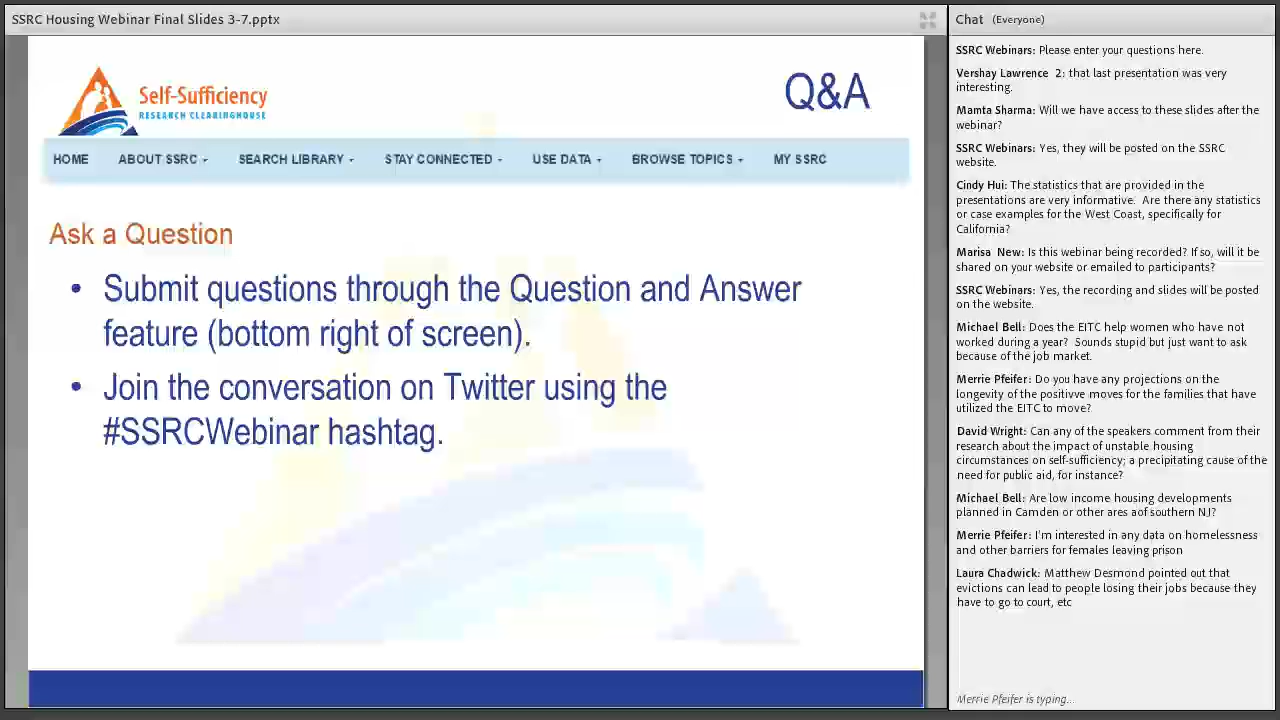 SSRC Housing Webinar Final Slides 3-7.pptx
Self-Sufficiency
RESEARCH CLEARINGHOUSE
Q&A
HOME ABOUT SSRC SEARCH LIBRARY STAY CONNECTED USE DATA BROWSE TOPICS MY SSRC
Ask a Question
• Submit questions through the Question and Answer
feature (bottom right of screen).
• Join the conversation on Twitter using the
#SSRCWebinar hashtag.
Chat (Everyone)
SSRC Webinars: Please enter your questions here.
Vershay Lawrence 2: that last presentation was very
interesting.
Mamta Sharma: Will we have access to these slides after the
webinar?
SSRC Webinars: Yes, they will be posted on the SSRC
website.
Cindy Hui: The statistics that are provided in the
presentations are very informative. Are there any statistics
or case examples for the West Coast, specifically for
California?
Marisa New: Is this webinar being recorded? If so, will it be
shared on your website or emailed to participants?
SSRC Webinars: Yes, the recording and slides will be posted
on the website.
Michael Bell: Does the EITC help women who have not
worked during a year? Sounds stupid but just want to ask
because of the job market.
Merrie Pfeifer: Do you have any projections on the
longevity of the positivve moves for the families that have
utilized the EITC to move?
David Wright: Can any of the speakers comment from their
research about the impact of unstable housing
circumstances on self-sufficiency; a precipitating cause of the
need for public aid, for instance?
Michael Bell: Are low income housing developments
planned in Camden or other ares aof southern NJ?
Merrie Pfeifer: I'm interested in any data on homelessness
and other barriers for females leaving prison
Laura Chadwick: Matthew Desmond pointed out that
evictions can lead to people losing their jobs because they
have to go to court, etc
Merrie Pfeifer is typing...